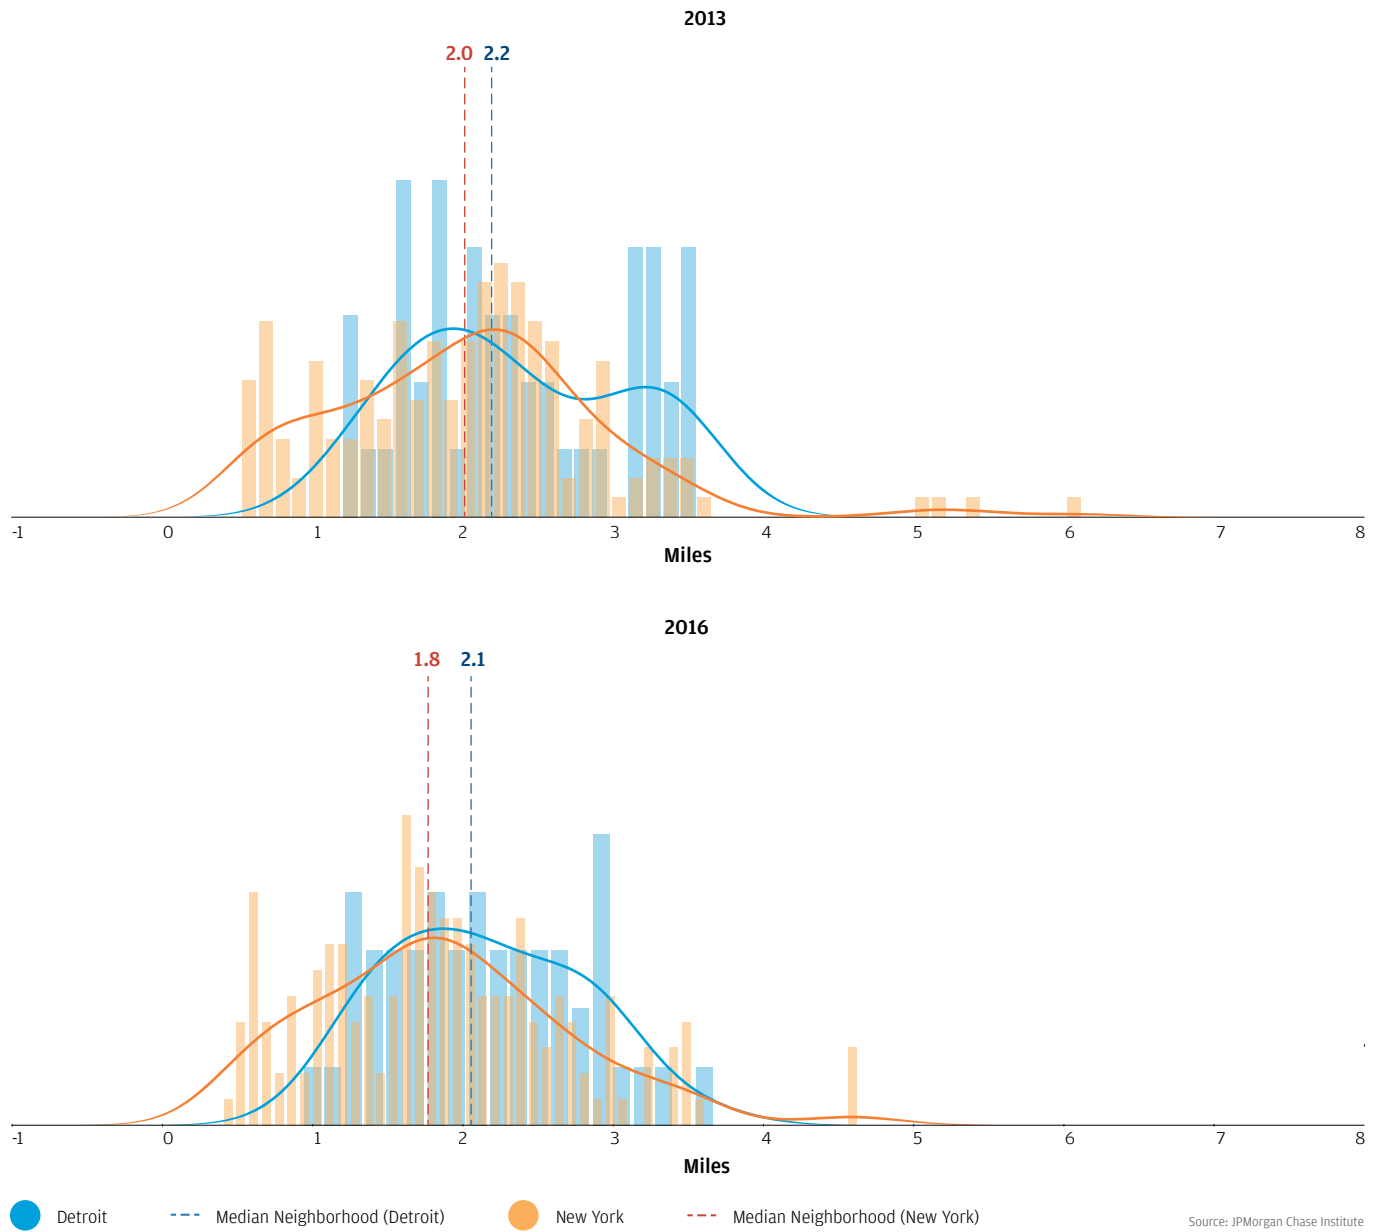 2013
2.0 2.2
-1 0 1 2 3 4 5 6 7 8
Miles
2016
1.8 2.1
-1 0 1 2 3 4 5 6 7 8
Miles
Detroit Median Neighborhood (Detroit) New York Median Neighborhood (New York)
Source: JPMorgan Chase Institute